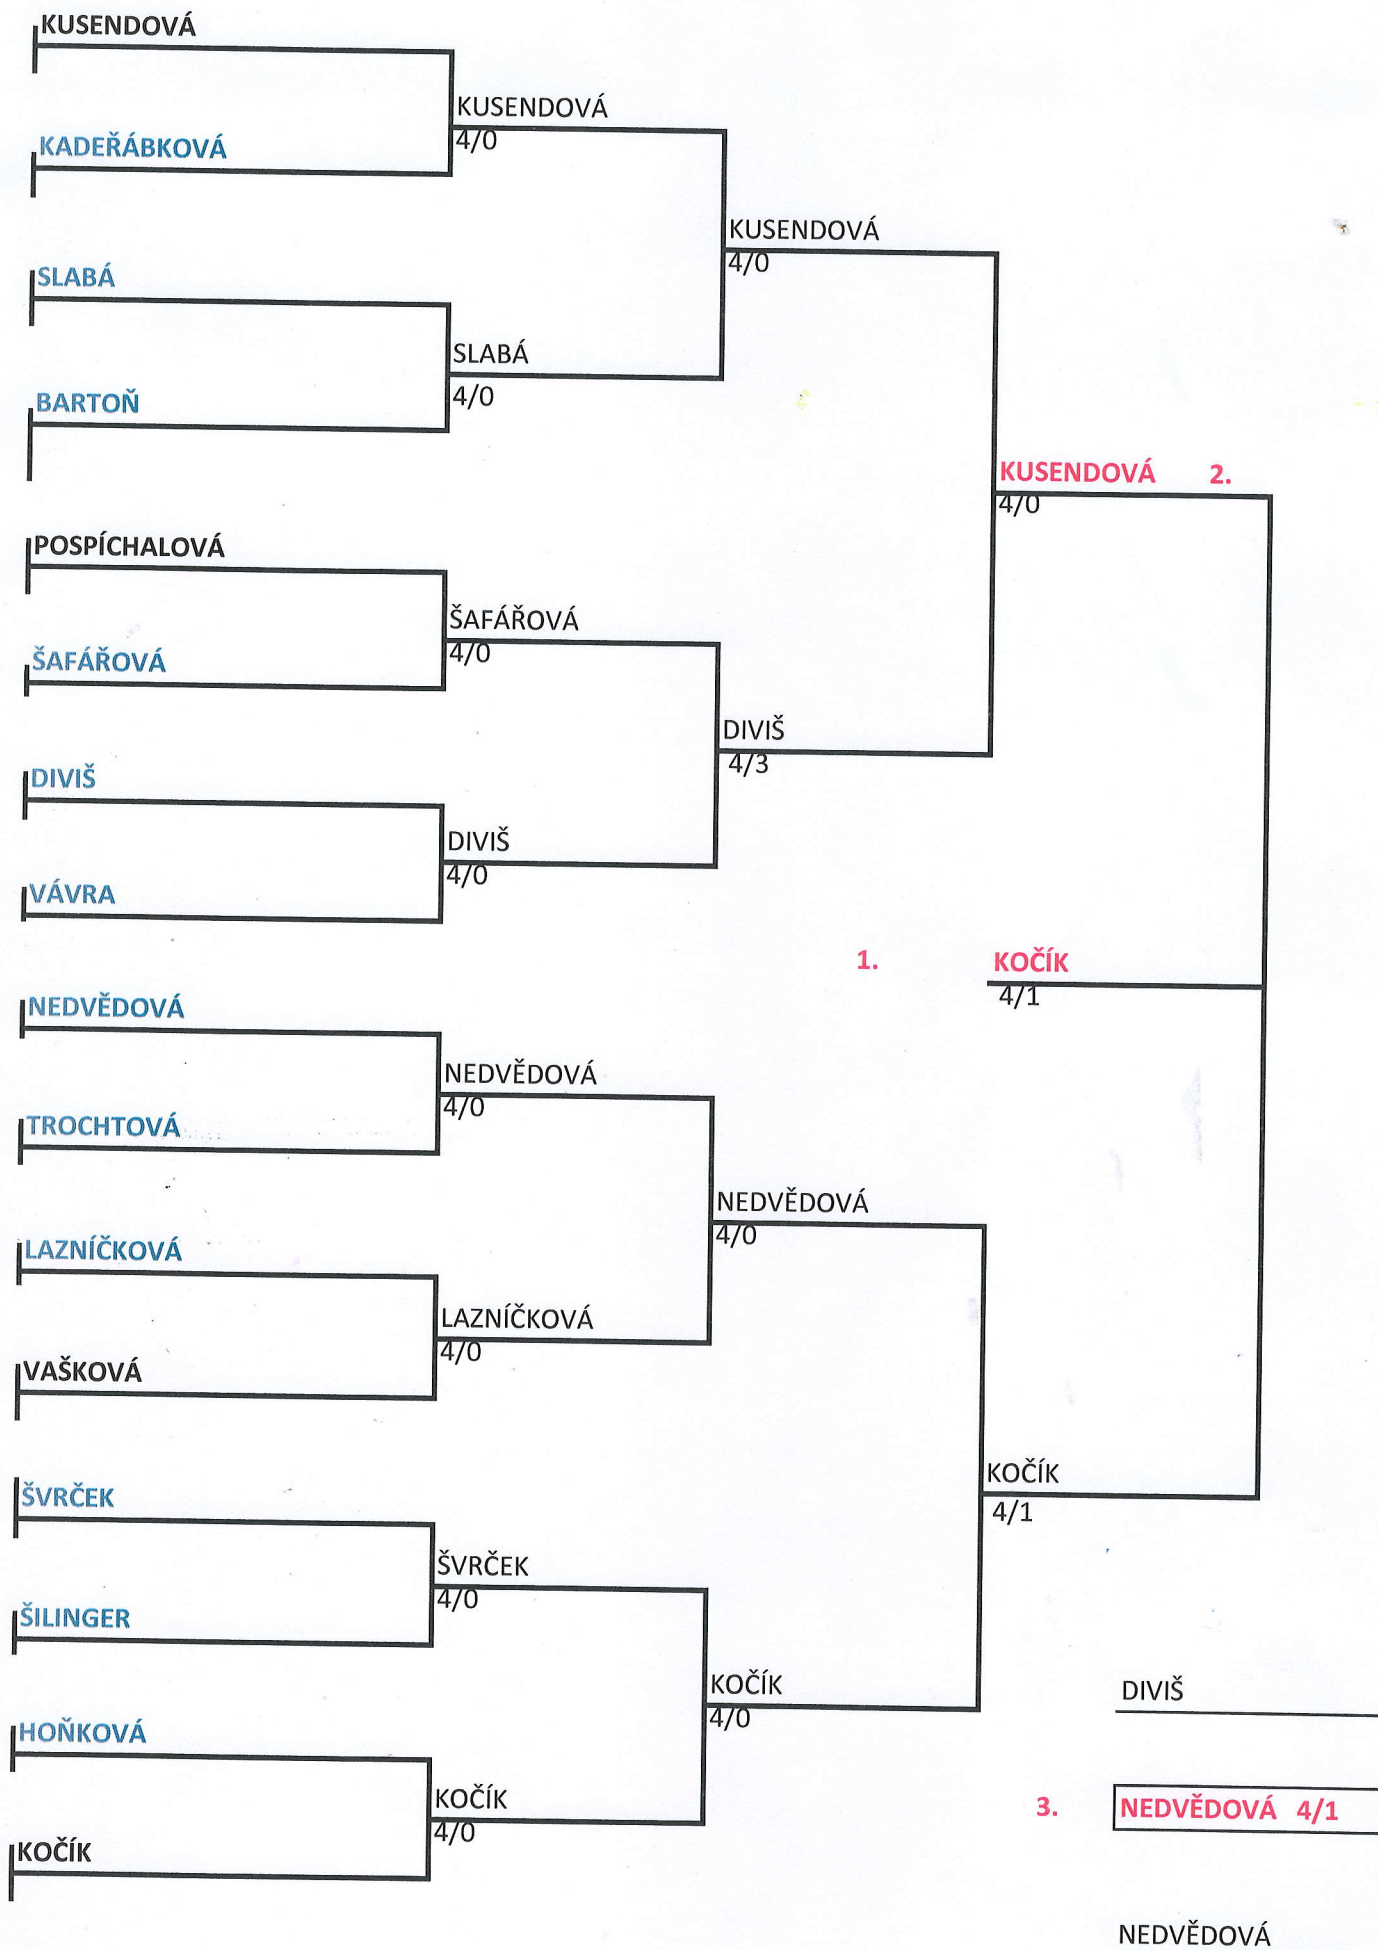 KUSENDOVÁ
KUSENDOVÁ
4/0
KADEŘÁBKOVÁ
KUSENDOVÁ
4/0
SLABÁ
SLABÁ
4/0
BARTOŇ
KUSENDOVÁ 2.
4/0
POSPÍCHALOVÁ
ŠAFÁŘOVÁ
4/0
ŠAFÁŘOVÁ
DIVIŠ
4/3
DIVIŠ
DIVIŠ
4/0
VÁVRA
1. KOČÍK
4/1
NEDVĚDOVÁ
NEDVĚDOVÁ
4/0
TROCHTOVÁ
NEDVĚDOVÁ
4/0
LAZNÍČKOVÁ
LAZNÍČKOVÁ
4/0
VAŠKOVÁ
KOČÍK
4/1
ŠVRČEK
ŠVRČEK
4/0
ŠILINGER
KOČÍK
4/0
DIVIŠ
HOŇKOVÁ
KOČÍK
4/0
3. NEDVĚDOVÁ 4/1
KOČÍK
NEDVĚDOVÁ